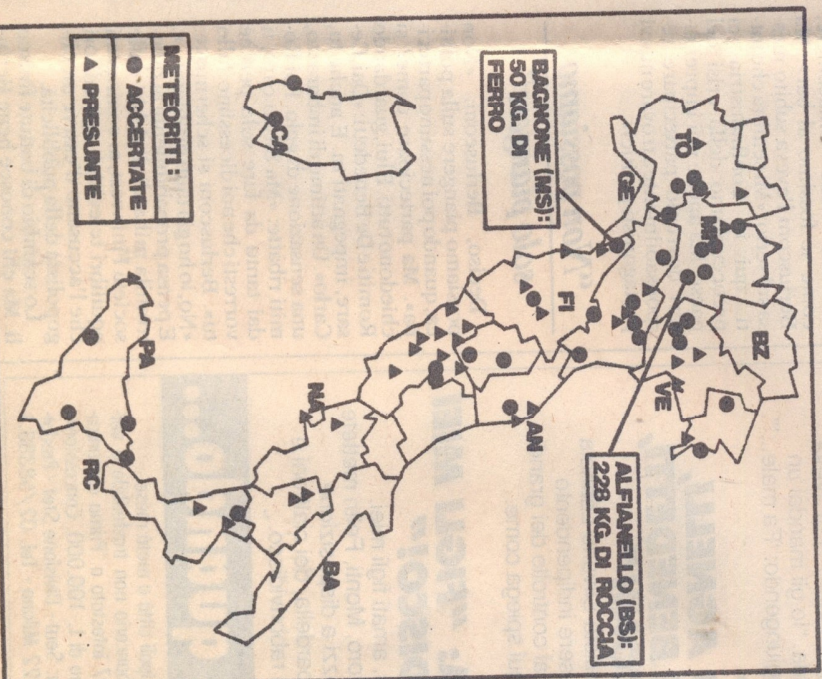 BZ
TO
MI
VE
GE
ALFIANELLO (BS):
228 KG. DI ROCCIA
BAGNONE (MS):
50 KG. DI
FERRO
FI
AN
BA
NA
CA
RC
PA
METEORITI:
● ACCERTATE
▲ PRESUNTE